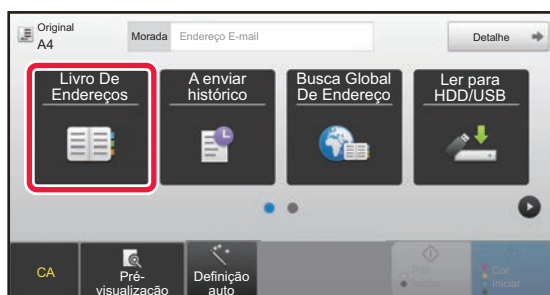 Original
A4
Morada
Endereço E-mail
Detalhe
Livro De
Endereços
A enviar
histórico
Busca Global
De Endereço
Ler para
HDD/USB
CA
Pré-
visualização
Definição
auto
P/B
Iniciar
Cor
Iniciar